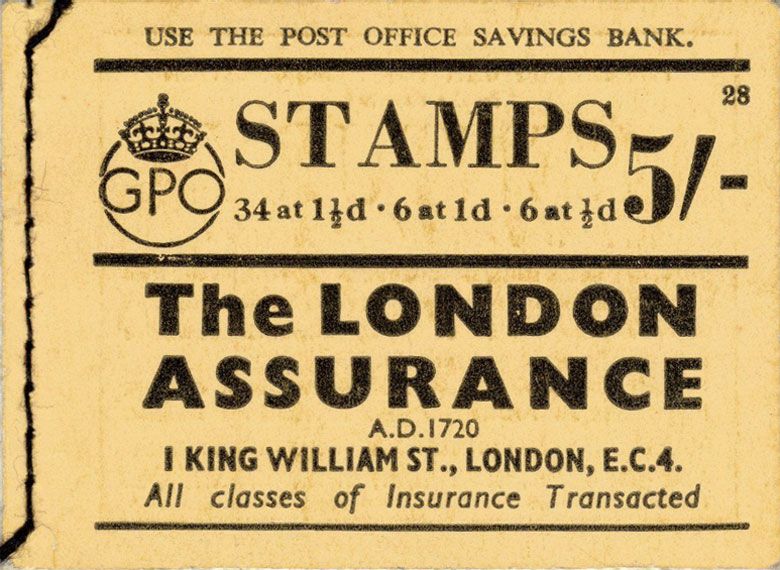 USE THE POST OFFICE SAVINGS BANK.
28
STAMPS 5/-
GPO
34 at 1½d · 6 at 1d · 6 at ½d
The LONDON
ASSURANCE
A.D.1720
1 KING WILLIAM ST., LONDON, E.C.4.
All classes of Insurance Transacted